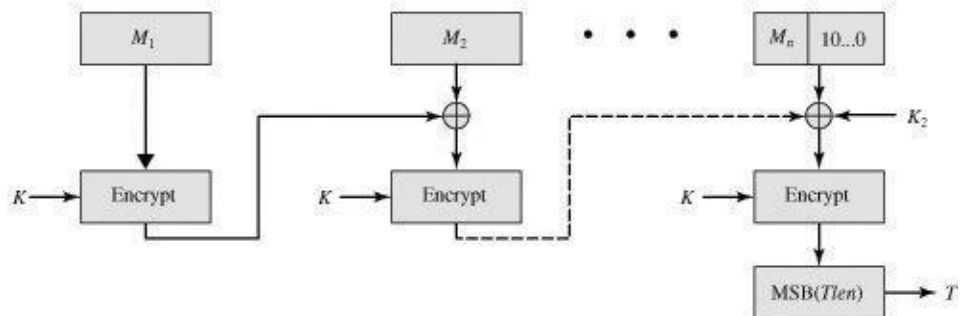 M₁
M₂
Mₙ 10...0
K₂
K Encrypt
K Encrypt
K Encrypt
MSB(Tlen) T